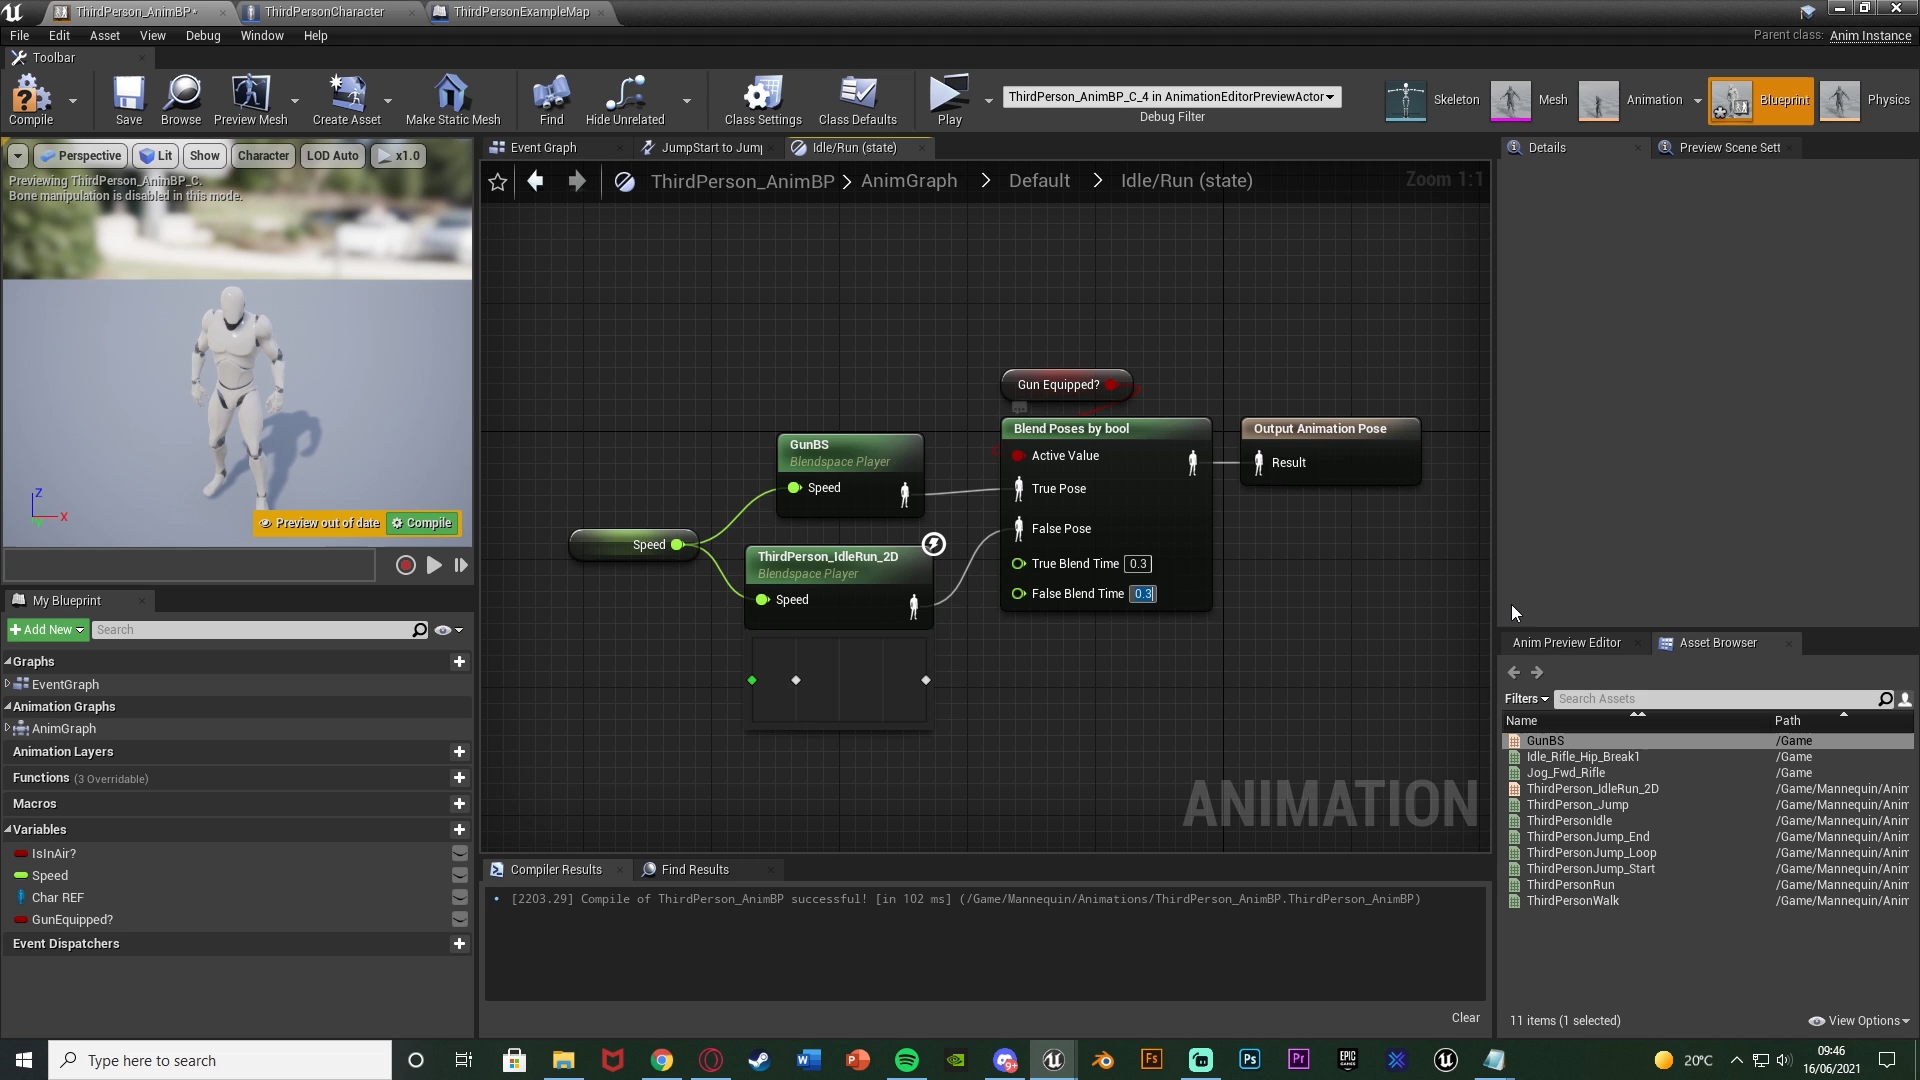 ThirdPerson_AnimBP*
ThirdPersonCharacter
ThirdPersonExampleMap
File Edit Asset View Debug Window Help
Parent class: Anim Instance
Toolbar
Compile
Save
Browse
Preview Mesh
Create Asset
Make Static Mesh
Find
Hide Unrelated
Class Settings
Class Defaults
Play
ThirdPerson_AnimBP_C_4 in AnimationEditorPreviewActor
Debug Filter
Skeleton
Mesh
Animation
Blueprint
Physics
Perspective
Lit
Show
Character
LOD Auto
x1.0
Previewing ThirdPerson_AnimBP_C.
Bone manipulation is disabled in this mode.
Z
X
Preview out of date
Compile
Event Graph
JumpStart to Jump
Idle/Run (state)
ThirdPerson_AnimBP > AnimGraph > Default > Idle/Run (state)
Zoom 1:1
Gun Equipped?
Blend Poses by bool
Active Value
True Pose
False Pose
True Blend Time 0.3
False Blend Time 0.3
Output Animation Pose
Result
GunBS
Blendspace Player
Speed
Speed
ThirdPerson_IdleRun_2D
Blendspace Player
Speed
ANIMATION
My Blueprint
Add New
Search
Graphs
EventGraph
Animation Graphs
AnimGraph
Animation Layers
Functions (3 Overridable)
Macros
Variables
IsInAir?
Speed
Char REF
GunEquipped?
Event Dispatchers
Compiler Results
Find Results
[2203.29] Compile of ThirdPerson_AnimBP successful! [in 102 ms] (/Game/Mannequin/Animations/ThirdPerson_AnimBP.ThirdPerson_AnimBP)
Clear
Details
Preview Scene Sett
Anim Preview Editor
Asset Browser
Filters
Search Assets
Name Path
GunBS /Game
Idle_Rifle_Hip_Break1 /Game
Jog_Fwd_Rifle /Game
ThirdPerson_IdleRun_2D /Game/Mannequin/Anim
ThirdPerson_Jump /Game/Mannequin/Anim
ThirdPersonIdle /Game/Mannequin/Anim
ThirdPersonJump_End /Game/Mannequin/Anim
ThirdPersonJump_Loop /Game/Mannequin/Anim
ThirdPersonJump_Start /Game/Mannequin/Anim
ThirdPersonRun /Game/Mannequin/Anim
ThirdPersonWalk /Game/Mannequin/Anim
11 items (1 selected)
View Options
Type here to search
Fs
Ps
Pr
EPIC
GAMES
20°C
09:46
16/06/2021